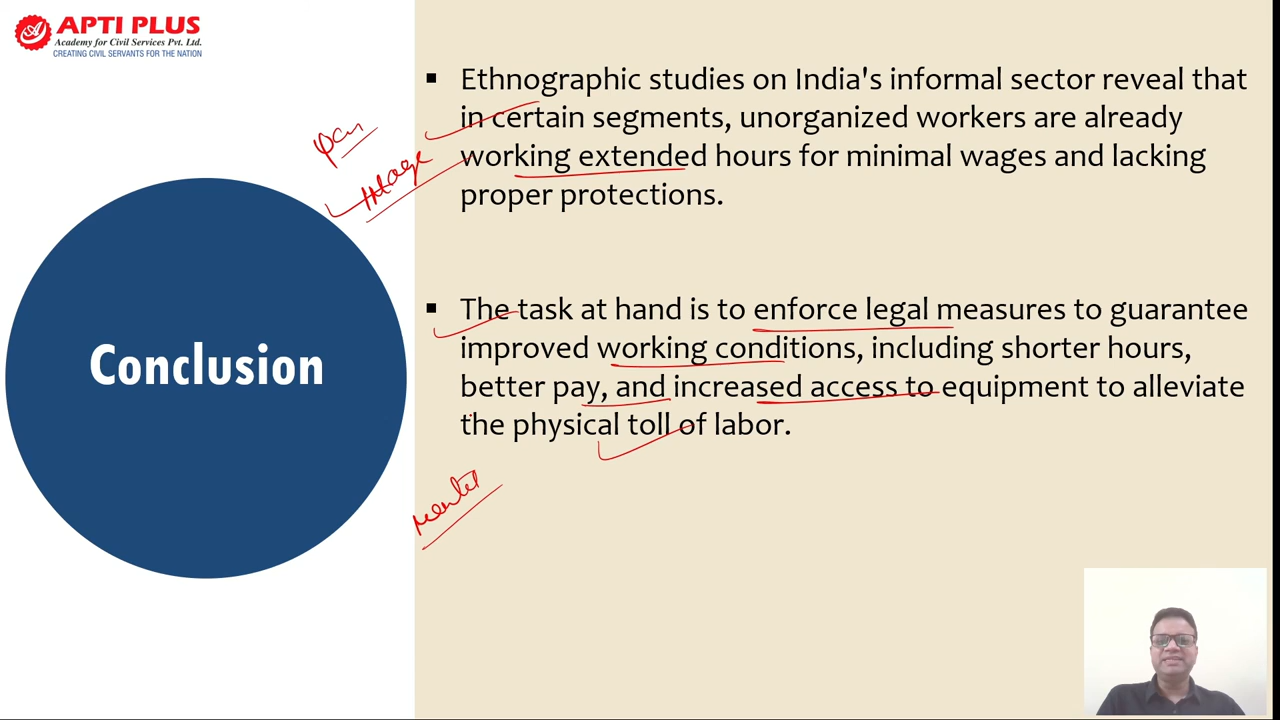 APTI PLUS
Academy for Civil Services Pvt. Ltd.
CREATING CIVIL SERVANTS FOR THE NATION
▪ Ethnographic studies on India's informal sector reveal that
in certain segments, unorganized workers are already
working extended hours for minimal wages and lacking
proper protections.
Conclusion
▪ The task at hand is to enforce legal measures to guarantee
improved working conditions, including shorter hours,
better pay, and increased access to equipment to alleviate
the physical toll of labor.
mental